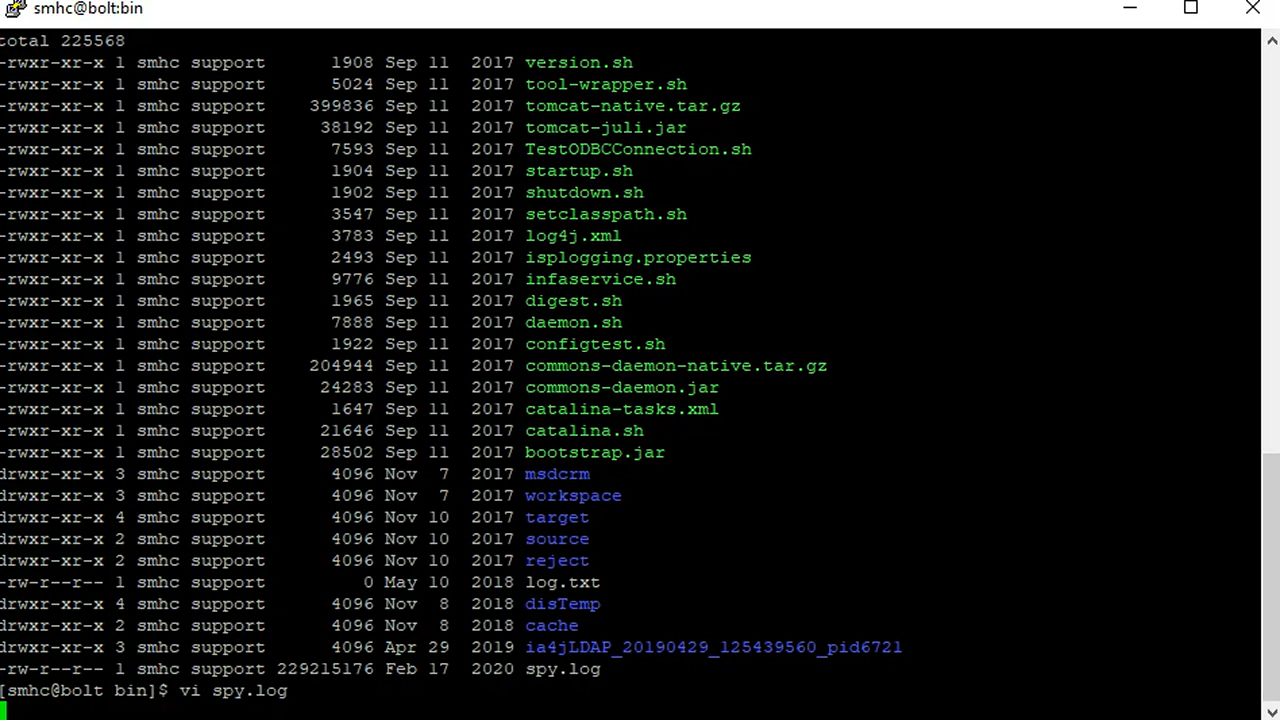 smhc@bolt:bin
total 225568
-rwxr-xr-x 1 smhc support 1908 Sep 11 2017 version.sh
-rwxr-xr-x 1 smhc support 5024 Sep 11 2017 tool-wrapper.sh
-rwxr-xr-x 1 smhc support 399836 Sep 11 2017 tomcat-native.tar.gz
-rwxr-xr-x 1 smhc support 38192 Sep 11 2017 tomcat-juli.jar
-rwxr-xr-x 1 smhc support 7593 Sep 11 2017 TestODBCConnection.sh
-rwxr-xr-x 1 smhc support 1904 Sep 11 2017 startup.sh
-rwxr-xr-x 1 smhc support 1902 Sep 11 2017 shutdown.sh
-rwxr-xr-x 1 smhc support 3547 Sep 11 2017 setclasspath.sh
-rwxr-xr-x 1 smhc support 3783 Sep 11 2017 log4j.xml
-rwxr-xr-x 1 smhc support 2493 Sep 11 2017 isplogging.properties
-rwxr-xr-x 1 smhc support 9776 Sep 11 2017 infaservice.sh
-rwxr-xr-x 1 smhc support 1965 Sep 11 2017 digest.sh
-rwxr-xr-x 1 smhc support 7888 Sep 11 2017 daemon.sh
-rwxr-xr-x 1 smhc support 1922 Sep 11 2017 configtest.sh
-rwxr-xr-x 1 smhc support 204944 Sep 11 2017 commons-daemon-native.tar.gz
-rwxr-xr-x 1 smhc support 24283 Sep 11 2017 commons-daemon.jar
-rwxr-xr-x 1 smhc support 1647 Sep 11 2017 catalina-tasks.xml
-rwxr-xr-x 1 smhc support 21646 Sep 11 2017 catalina.sh
-rwxr-xr-x 1 smhc support 28502 Sep 11 2017 bootstrap.jar
drwxr-xr-x 3 smhc support 4096 Nov 7 2017 msdcrm
drwxr-xr-x 3 smhc support 4096 Nov 7 2017 workspace
drwxr-xr-x 4 smhc support 4096 Nov 10 2017 target
drwxr-xr-x 2 smhc support 4096 Nov 10 2017 source
drwxr-xr-x 2 smhc support 4096 Nov 10 2017 reject
-rw-r--r-- 1 smhc support 0 May 10 2018 log.txt
drwxr-xr-x 4 smhc support 4096 Nov 8 2018 disTemp
drwxr-xr-x 2 smhc support 4096 Nov 8 2018 cache
drwxr-xr-x 3 smhc support 4096 Apr 29 2019 ia4jLDAP_20190429_125439560_pid6721
-rw-r--r-- 1 smhc support 229215176 Feb 17 2020 spy.log
[smhc@bolt bin]$ vi spy.log